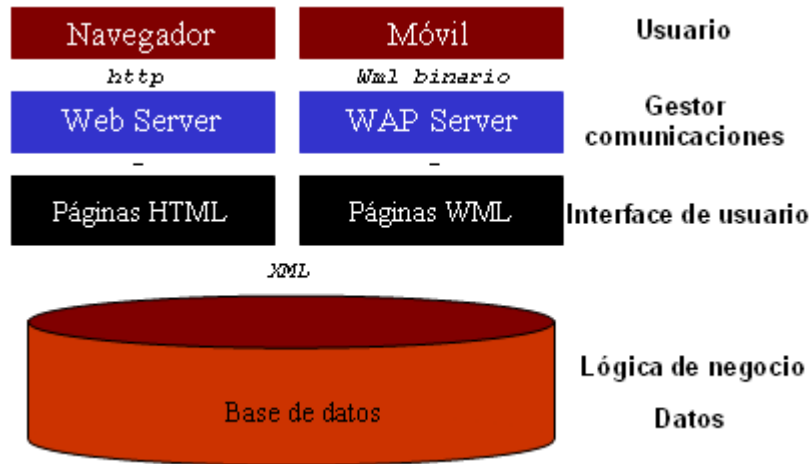 Navegador Móvil Usuario
http Wml binario
Web Server WAP Server Gestor
comunicaciones
- -
Páginas HTML Páginas WML Interface de usuario
XML
Lógica de negocio
Base de datos Datos